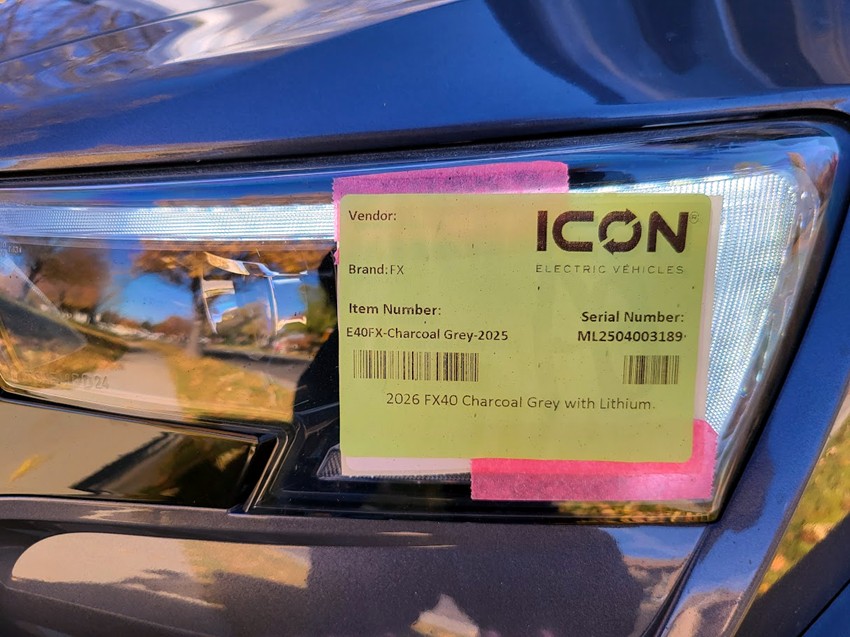 Vendor:
ICON®
ELECTRIC VEHICLES
Brand: FX
Item Number:
E40FX-Charcoal Grey-2025
Serial Number:
ML2504003189
2026 FX40 Charcoal Grey with Lithium.